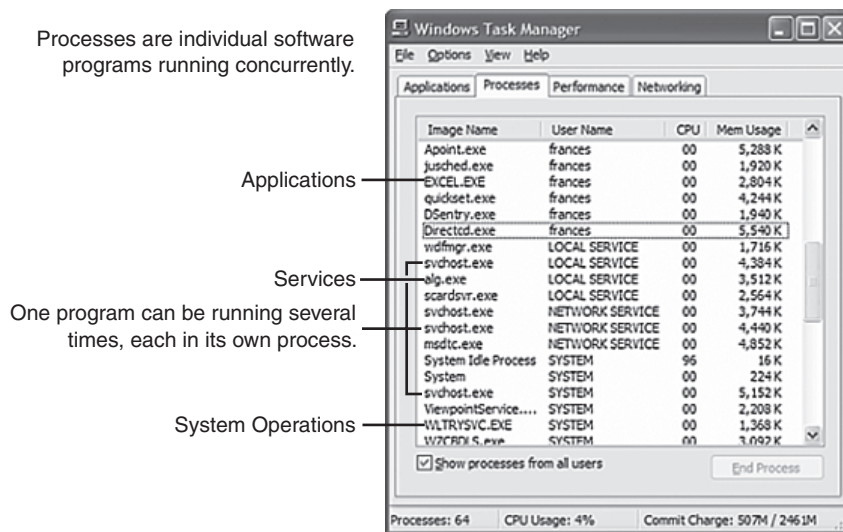 Processes are individual software
programs running concurrently.
Applications
Services
One program can be running several
times, each in its own process.
System Operations
Windows Task Manager
File Options View Help
Applications Processes Performance Networking
Image Name User Name CPU Mem Usage
Apoint.exe frances 00 5,288 K
jusched.exe frances 00 1,920 K
EXCEL.EXE frances 00 2,804 K
quickset.exe frances 00 4,244 K
DSentry.exe frances 00 1,940 K
Directcd.exe frances 00 5,540 K
wdfmgr.exe LOCAL SERVICE 00 1,716 K
svchost.exe LOCAL SERVICE 00 4,384 K
alg.exe LOCAL SERVICE 00 3,512 K
scardsvr.exe LOCAL SERVICE 00 2,564 K
svchost.exe NETWORK SERVICE 00 3,744 K
svchost.exe NETWORK SERVICE 00 4,440 K
msdtc.exe NETWORK SERVICE 00 4,852 K
System Idle Process SYSTEM 96 16 K
System SYSTEM 00 224 K
svchost.exe SYSTEM 00 5,152 K
ViewpointService.... SYSTEM 00 2,208 K
WLTRYSVC.EXE SYSTEM 00 1,368 K
WZCBDLS.exe SYSTEM 00 3,092 K
Show processes from all users
End Process
Processes: 64 CPU Usage: 4% Commit Charge: 507M / 2461M